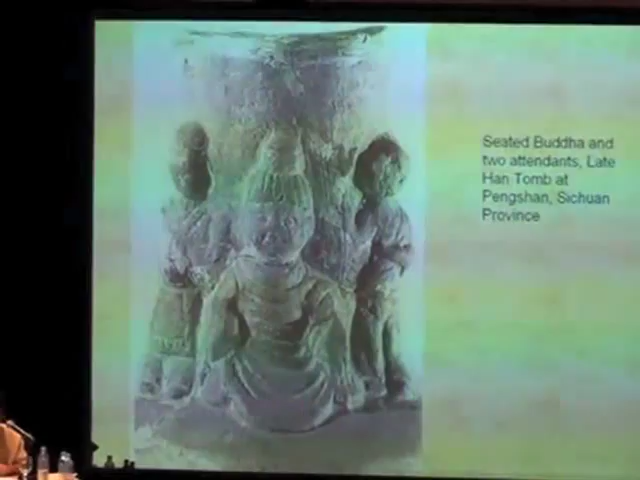 Seated Buddha and
two attendants, Late
Han Tomb at
Pengshan, Sichuan
Province